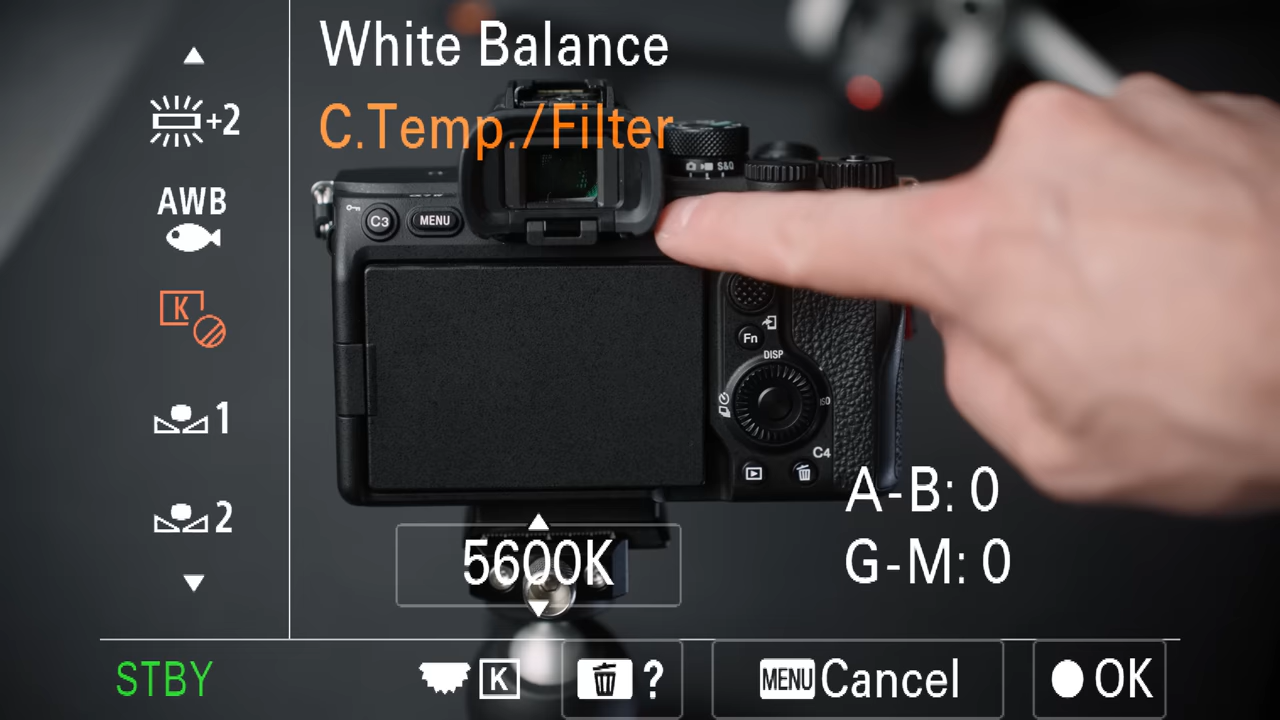 White Balance
C.Temp./Filter
+2
AWB
K
1
2
S&Q
C3
MENU
Fn
DISP
ISO
C4
A-B: 0
G-M: 0
5600K
STBY
K
?
MENU Cancel
OK